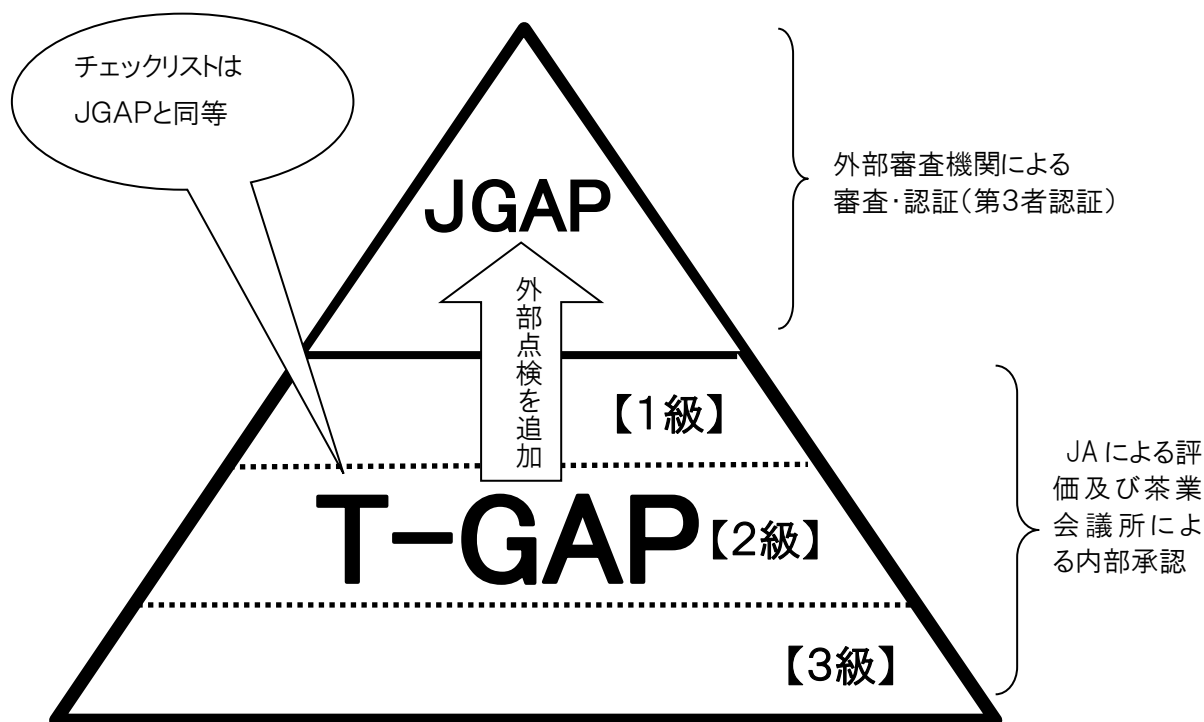 チェックリストは
JGAPと同等
JGAP
外部審査機関による
審査・認証(第3者認証)
外部点検を追加
【1級】
T-GAP【2級】
【3級】
JAによる評
価及び茶業
会議所によ
る内部承認